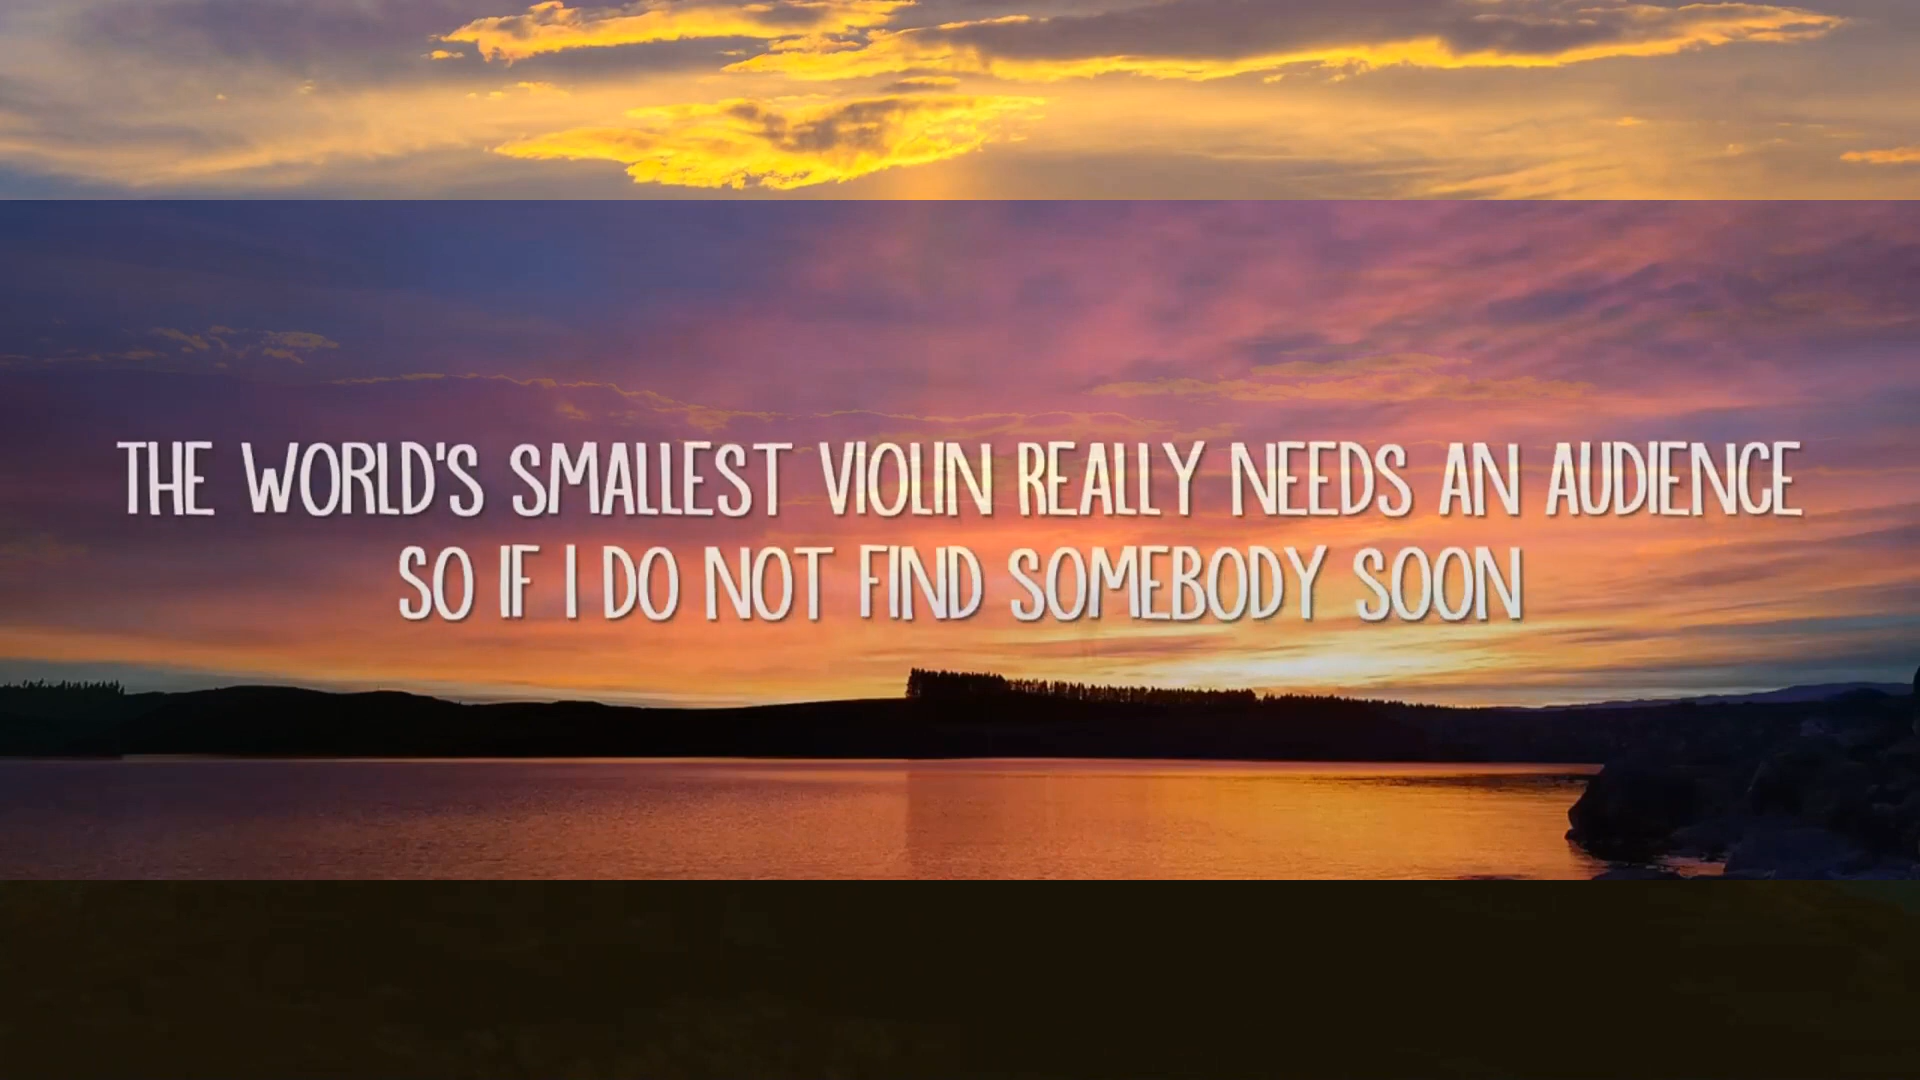 THE WORLD'S SMALLEST VIOLIN REALLY NEEDS AN AUDIENCE
SO IF I DO NOT FIND SOMEBODY SOON